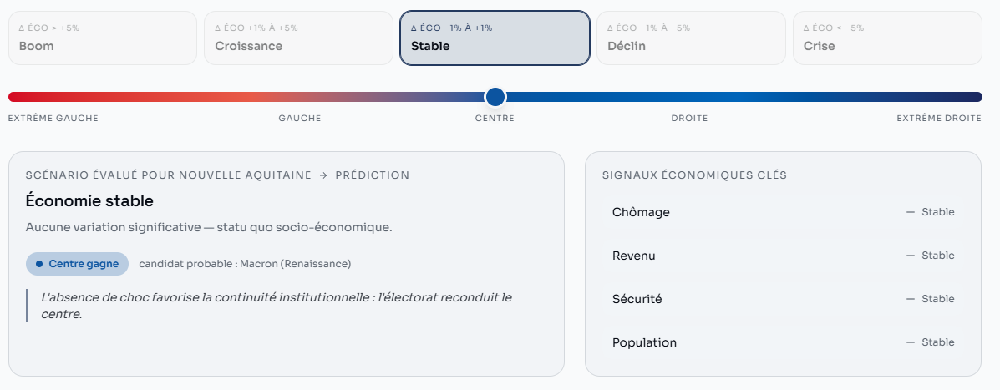 Δ ÉCO > +5%
Boom
Δ ÉCO +1% À +5%
Croissance
Δ ÉCO −1% À +1%
Stable
Δ ÉCO −1% À −5%
Déclin
Δ ÉCO < −5%
Crise
EXTRÊME GAUCHE
GAUCHE
CENTRE
DROITE
EXTRÊME DROITE
SCÉNARIO ÉVALUÉ POUR NOUVELLE AQUITAINE → PRÉDICTION
Économie stable
Aucune variation significative — statu quo socio-économique.
Centre gagne
candidat probable : Macron (Renaissance)
L'absence de choc favorise la continuité institutionnelle : l'électorat reconduit le
centre.
SIGNAUX ÉCONOMIQUES CLÉS
Chômage — Stable
Revenu — Stable
Sécurité — Stable
Population — Stable